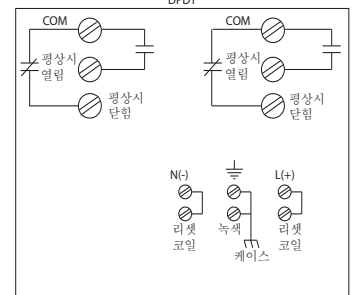 DPDT
COM
COM
평상시
열림
평상시
열림
평상시
닫힘
평상시
닫힘
N(-)
L(+)
리셋
코일
녹색
리셋
코일
케이스